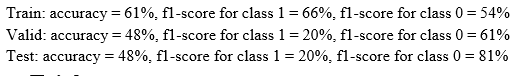 Train: accuracy = 61%, f1-score for class 1 = 66%, f1-score for class 0 = 54%
Valid: accuracy = 48%, f1-score for class 1 = 20%, f1-score for class 0 = 61%
Test: accuracy = 48%, f1-score for class 1 = 20%, f1-score for class 0 = 81%